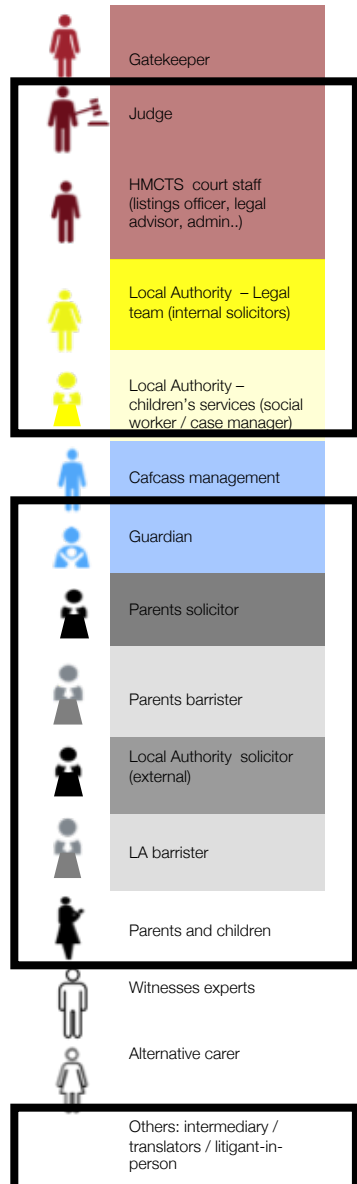 Gatekeeper
Judge
HMCTS court staff
(listings officer, legal
advisor, admin..)
Local Authority – Legal
team (internal solicitors)
Local Authority –
children’s services (social
worker / case manager)
Cafcass management
Guardian
Parents solicitor
Parents barrister
Local Authority solicitor
(external)
LA barrister
Parents and children
Witnesses experts
Alternative carer
Others: intermediary /
translators / litigant-in-
person